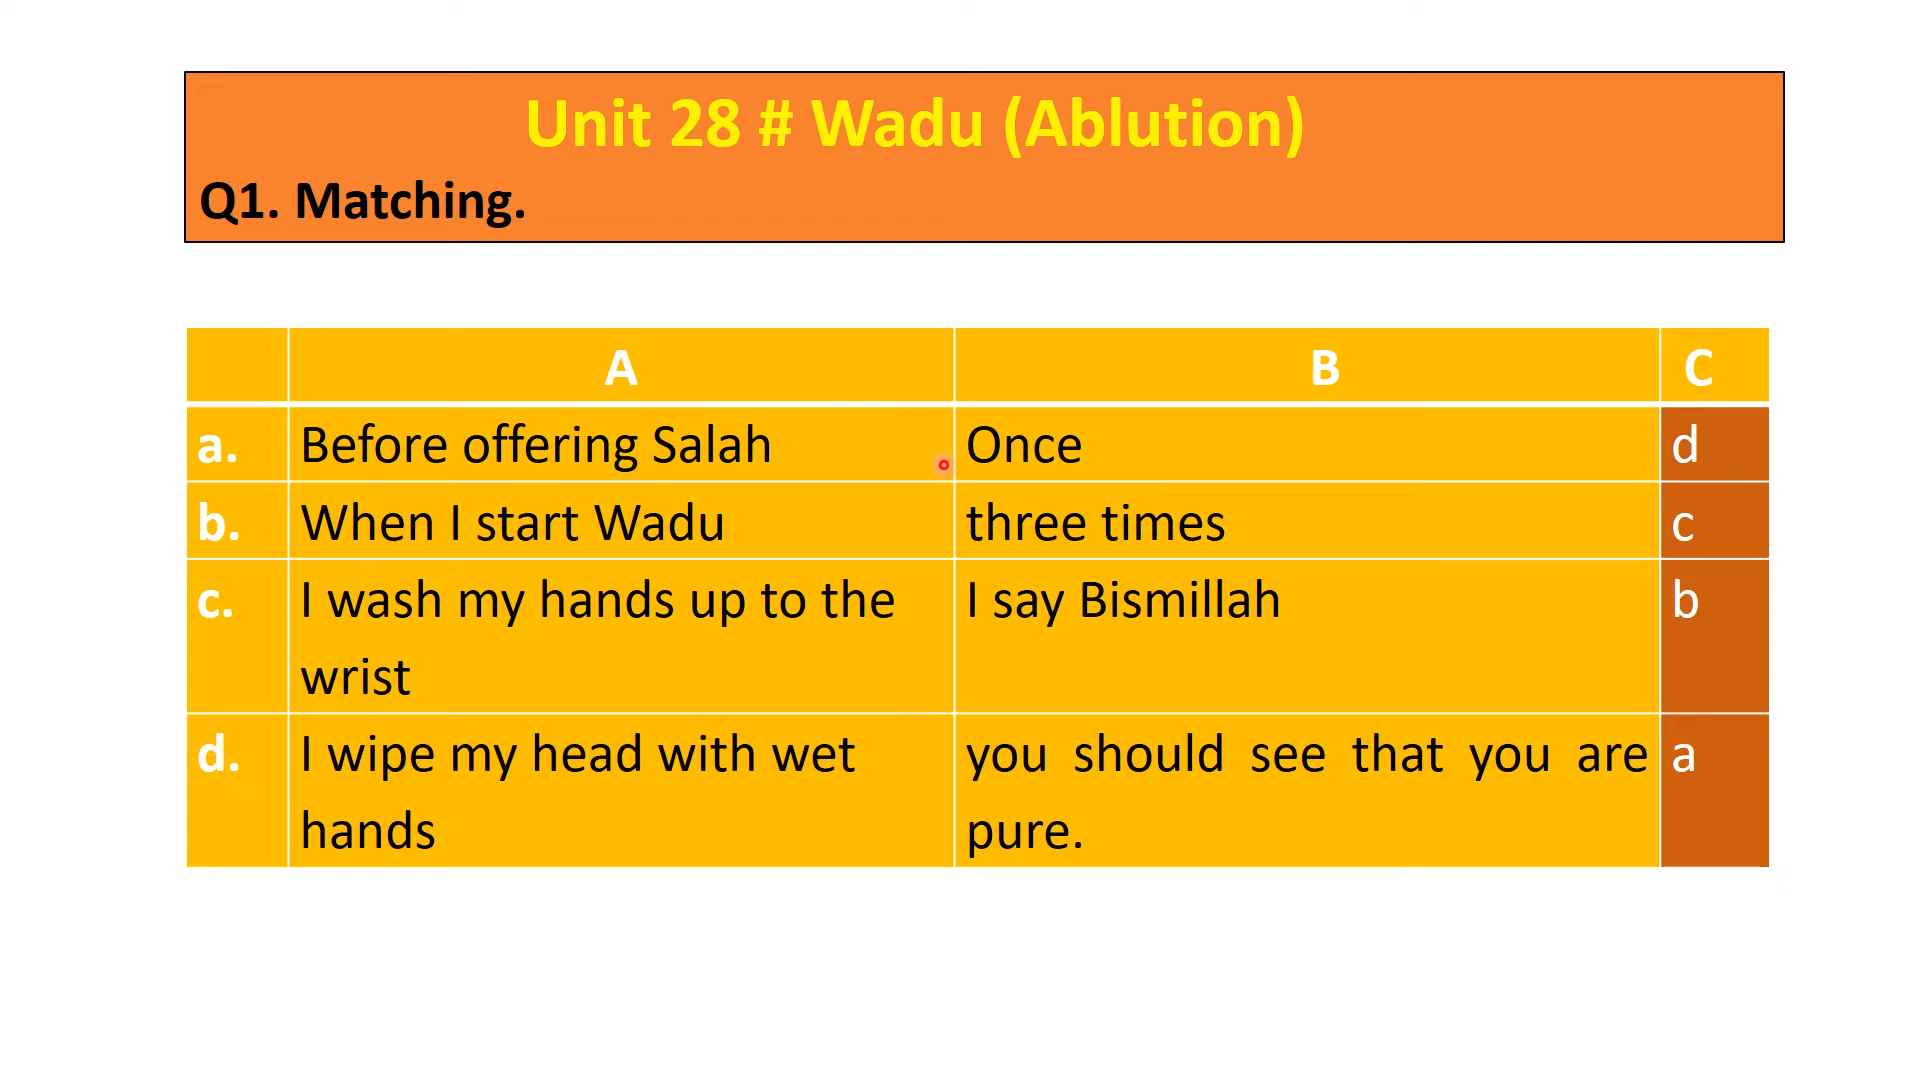 Unit 28 # Wadu (Ablution)
Q1. Matching.
A B C
a. Before offering Salah Once d
b. When I start Wadu three times c
c. I wash my hands up to the I say Bismillah b
wrist
d. I wipe my head with wet you should see that you are a
hands pure.